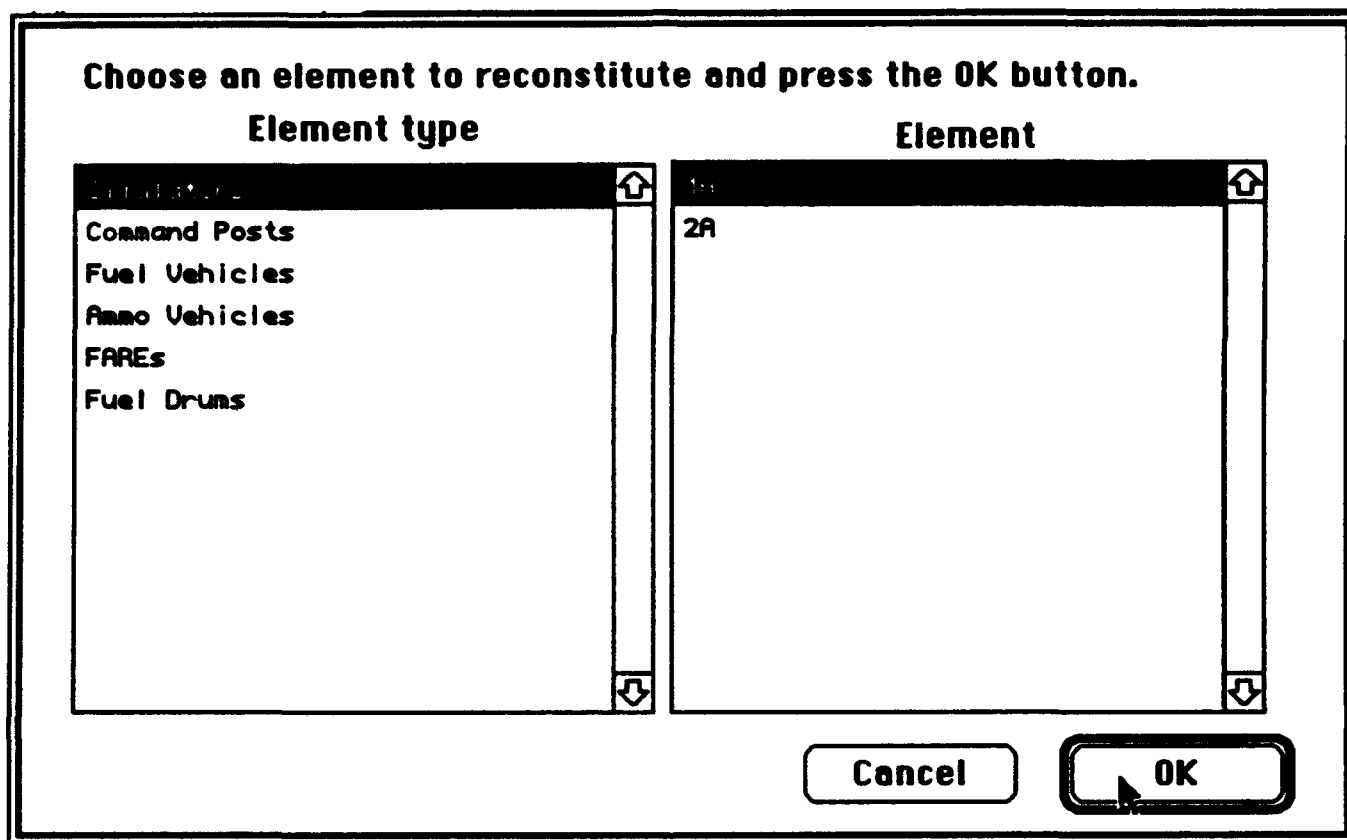 Choose an element to reconstitute and press the OK button.
Element type
Element
Command Posts
Fuel Vehicles
Ammo Vehicles
FAREs
Fuel Drums
2A
Cancel
OK